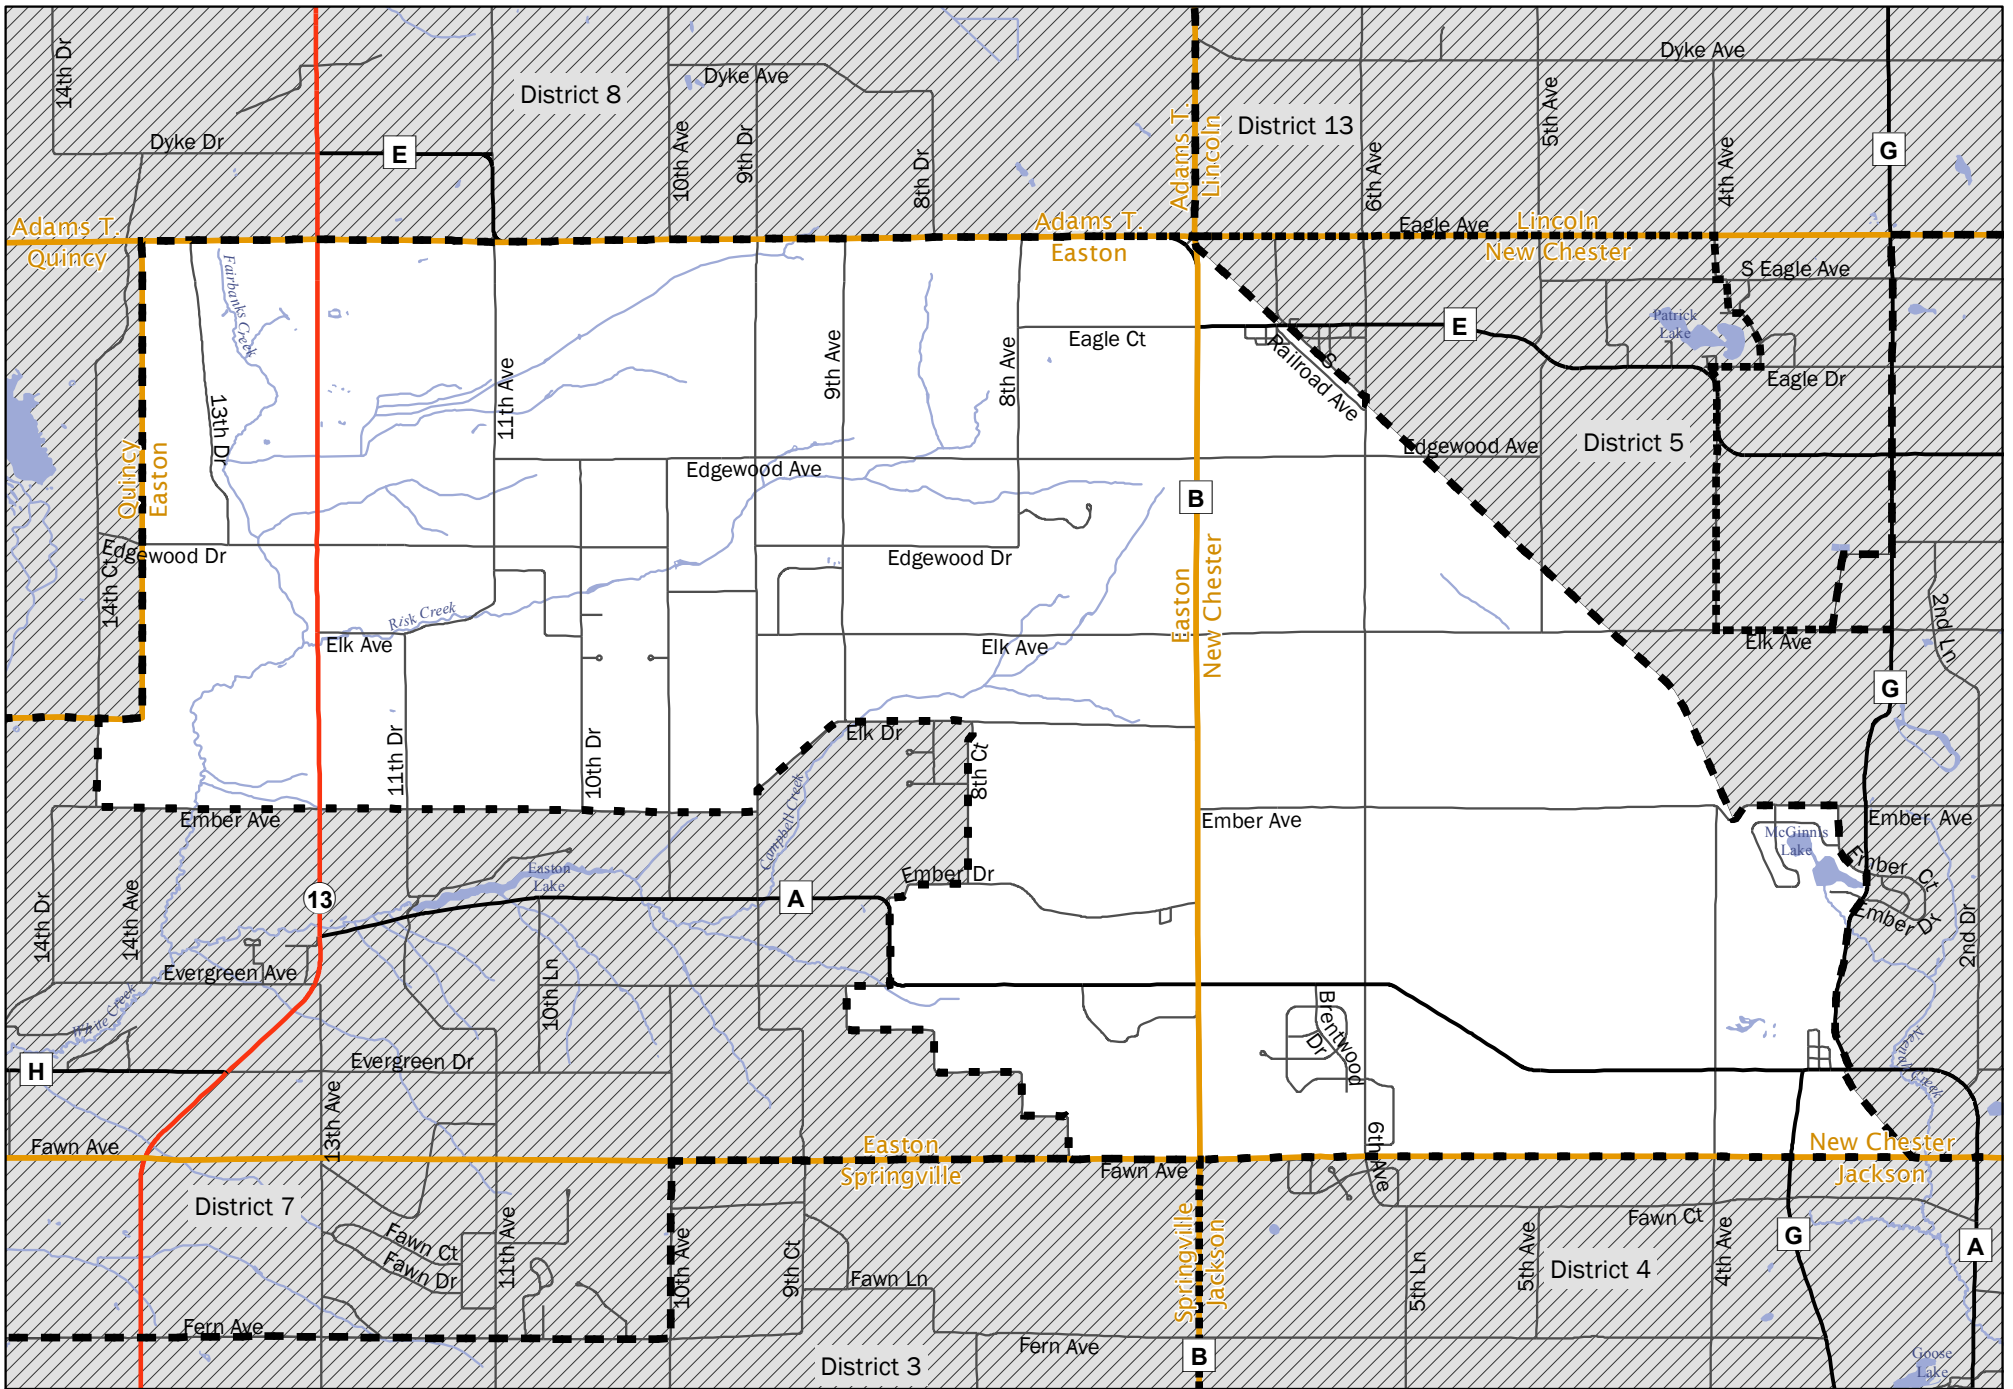 14th Dr
Dyke Dr
E
District 8
Dyke Ave
10th Ave
9th Dr
8th Dr
Adams T.
Lincoln
District 13
6th Ave
5th Ave
Dyke Ave
4th Ave
G
Adams T.
Quincy
Adams T.
Easton
Eagle Ave
Lincoln
New Chester
S Eagle Ave
Fairbanks Creek
13th Dr
11th Ave
9th Ave
8th Ave
Eagle Ct
E
S Railroad Ave
Patrick
Lake
Eagle Dr
Quincy
Easton
Edgewood Ave
B
Edgewood Ave
District 5
Edgewood Dr
14th Ct
Edgewood Dr
Easton
New Chester
Risk Creek
Elk Ave
Elk Ave
Elk Ave
2nd Ln
G
11th Dr
10th Dr
Elk Dr
8th Ct
Campbell Creek
Ember Ave
Ember Ave
Ember Ave
McGinnis
Lake
Ember Ct
Ember Dr
2nd Dr
14th Dr
14th Ave
13
Easton
Lake
A
Ember Dr
Evergreen Ave
10th Ln
White Creek
H
Evergreen Dr
Brentwood
Dr
Neenah Creek
13th Ave
6th Ave
Fawn Ave
Easton
Springville
Fawn Ave
New Chester
Jackson
District 7
Fawn Ct
Fawn Dr
11th Ave
10th Ave
9th Ct
Fawn Ln
Springville
Jackson
5th Ln
5th Ave
District 4
Fawn Ct
4th Ave
G
A
Fern Ave
District 3
Fern Ave
B
Goose
Lake